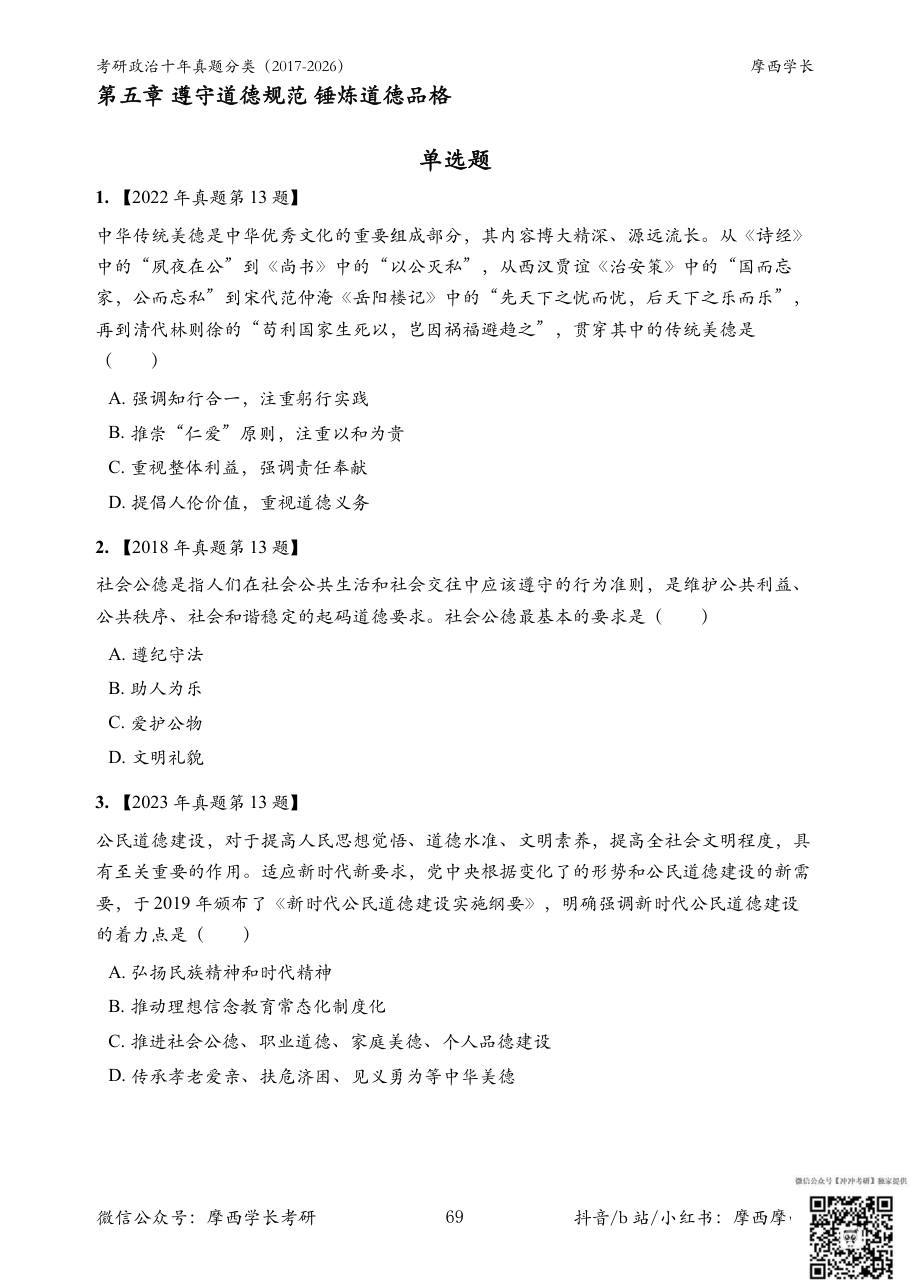 考研政治十年真题分类（2017-2026） 摩西学长
第五章 遵守道德规范 锤炼道德品格
单选题
1. 【2022 年真题第 13 题】
中华传统美德是中华优秀文化的重要组成部分，其内容博大精深、源远流长。从《诗经》
中的“夙夜在公”到《尚书》中的“以公灭私”，从西汉贾谊《治安策》中的“国而忘
家，公而忘私”到宋代范仲淹《岳阳楼记》中的“先天下之忧而忧，后天下之乐而乐”，
再到清代林则徐的“苟利国家生死以，岂因祸福避趋之”，贯穿其中的传统美德是
（  ）
A. 强调知行合一，注重躬行实践
B. 推崇“仁爱”原则，注重以和为贵
C. 重视整体利益，强调责任奉献
D. 提倡人伦价值，重视道德义务
2. 【2018 年真题第 13 题】
社会公德是指人们在社会公共生活和社会交往中应该遵守的行为准则，是维护公共利益、
公共秩序、社会和谐稳定的起码道德要求。社会公德最基本的要求是（  ）
A. 遵纪守法
B. 助人为乐
C. 爱护公物
D. 文明礼貌
3. 【2023 年真题第 13 题】
公民道德建设，对于提高人民思想觉悟、道德水准、文明素养，提高全社会文明程度，具
有至关重要的作用。适应新时代新要求，党中央根据变化了的形势和公民道德建设的新需
要，于 2019 年颁布了《新时代公民道德建设实施纲要》，明确强调新时代公民道德建设
的着力点是（  ）
A. 弘扬民族精神和时代精神
B. 推动理想信念教育常态化制度化
C. 推进社会公德、职业道德、家庭美德、个人品德建设
D. 传承孝老爱亲、扶危济困、见义勇为等中华美德
微信公众号【冲冲考研】独家提供
微信公众号：摩西学长考研 69 抖音/b 站/小红书：摩西摩